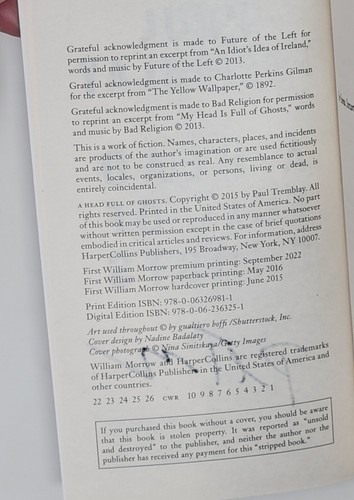 Grateful acknowledgment is made to Future of the Left for
permission to reprint an excerpt from “An Idiot’s Idea of Ireland,”
words and music by Future of the Left © 2013.
Grateful acknowledgment is made to Charlotte Perkins Gilman
for the excerpt from “The Yellow Wallpaper,” © 1892.
Grateful acknowledgment is made to Bad Religion for permission
to reprint an excerpt from “My Head Is Full of Ghosts,” words
and music by Bad Religion © 2013.
This is a work of fiction. Names, characters, places, and incidents
are products of the author’s imagination or are used fictitiously
and are not to be construed as real. Any resemblance to actual
events, locales, organizations, or persons, living or dead, is
entirely coincidental.
A HEAD FULL OF GHOSTS. Copyright © 2015 by Paul Tremblay. All
rights reserved. Printed in the United States of America. No part
of this book may be used or reproduced in any manner whatsoever
without written permission except in the case of brief quotations
embodied in critical articles and reviews. For information, address
HarperCollins Publishers, 195 Broadway, New York, NY 10007.
First William Morrow premium printing: September 2022
First William Morrow paperback printing: May 2016
First William Morrow hardcover printing: June 2015
Print Edition ISBN: 978-0-06326981-1
Digital Edition ISBN: 978-0-06-236325-1
Art used throughout © by gualtiero boffi /Shutterstock, Inc.
Cover design by Nadine Badalaty
Cover photograph © Nina Sinitskaya/Getty Images
William Morrow and HarperCollins are registered trademarks
of HarperCollins Publishers in the United States of America and
other countries.
22 23 24 25 26 CWR 10 9 8 7 6 5 4 3 2 1
If you purchased this book without a cover, you should be aware
that this book is stolen property. It was reported as “unsold
and destroyed” to the publisher, and neither the author nor the
publisher has received any payment for this “stripped book.”